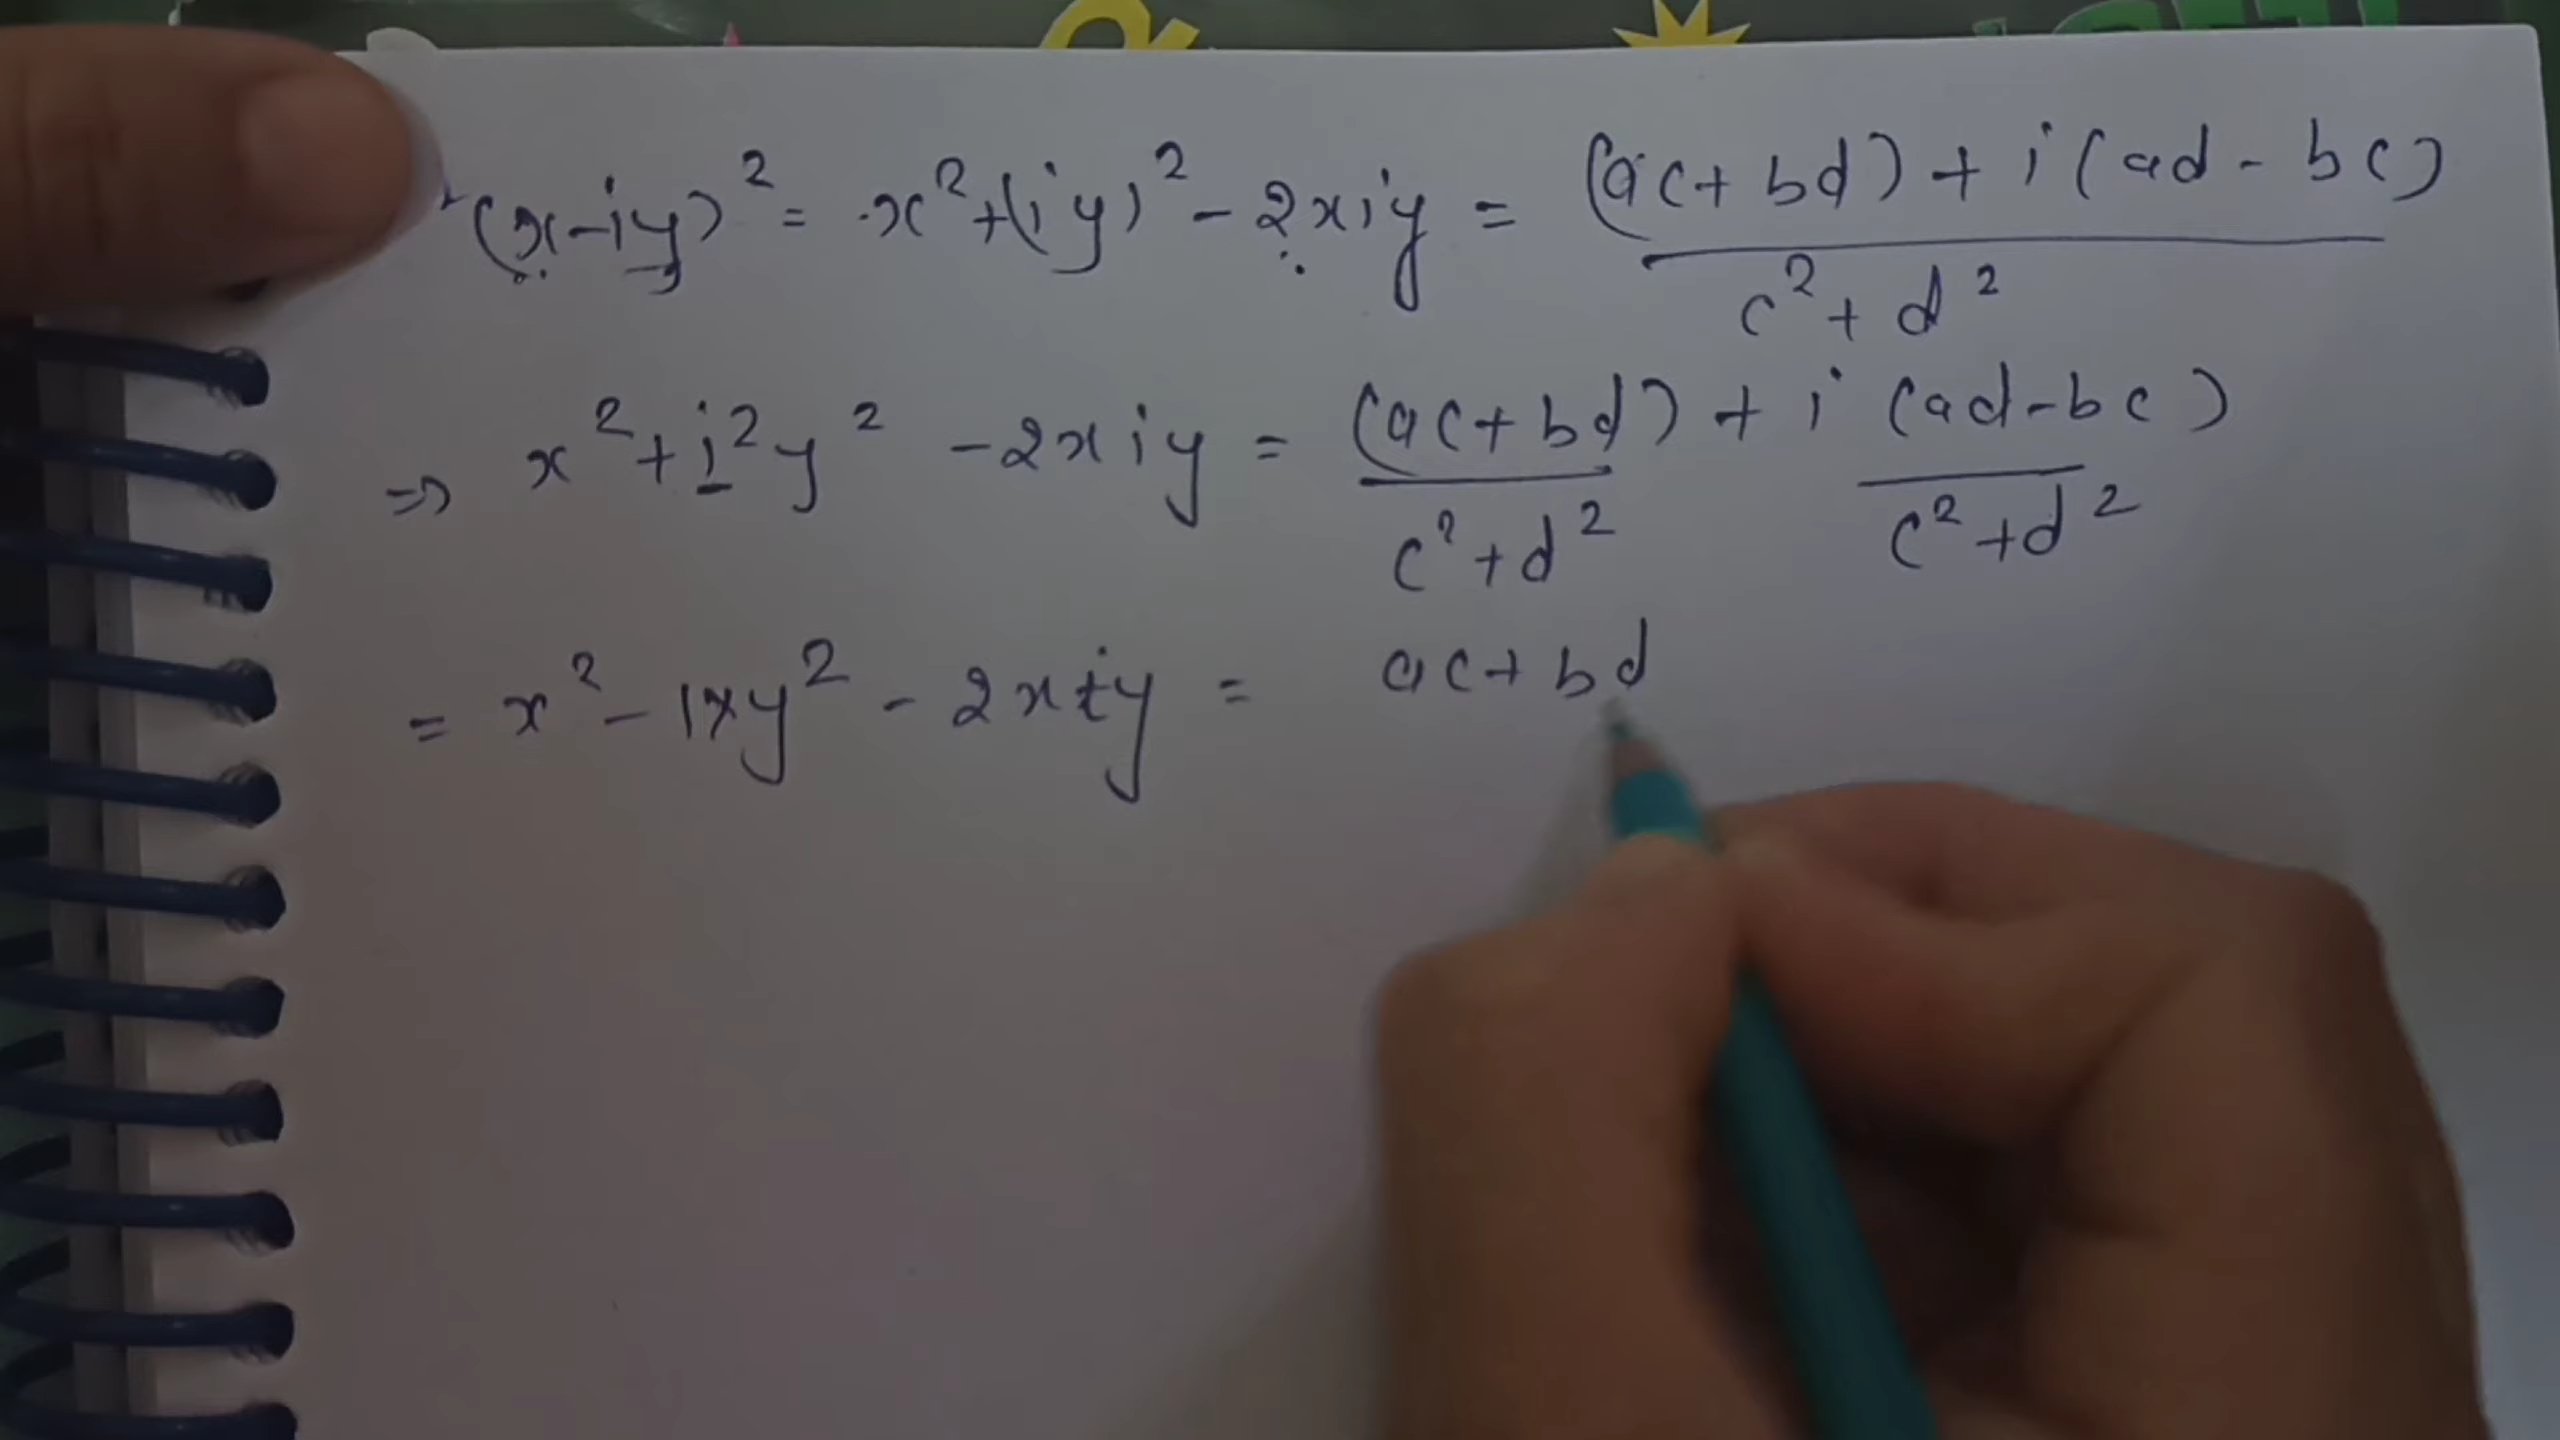 (x-iy)² = x²+(iy)² - 2xiy = (ac+bd)+i(ad-bc) / c²+d²
⇒ x²+i²y² - 2xiy = (ac+bd) / c²+d² + i (ad-bc) / c²+d²
= x² - 1×y² - 2xiy = ac+bd